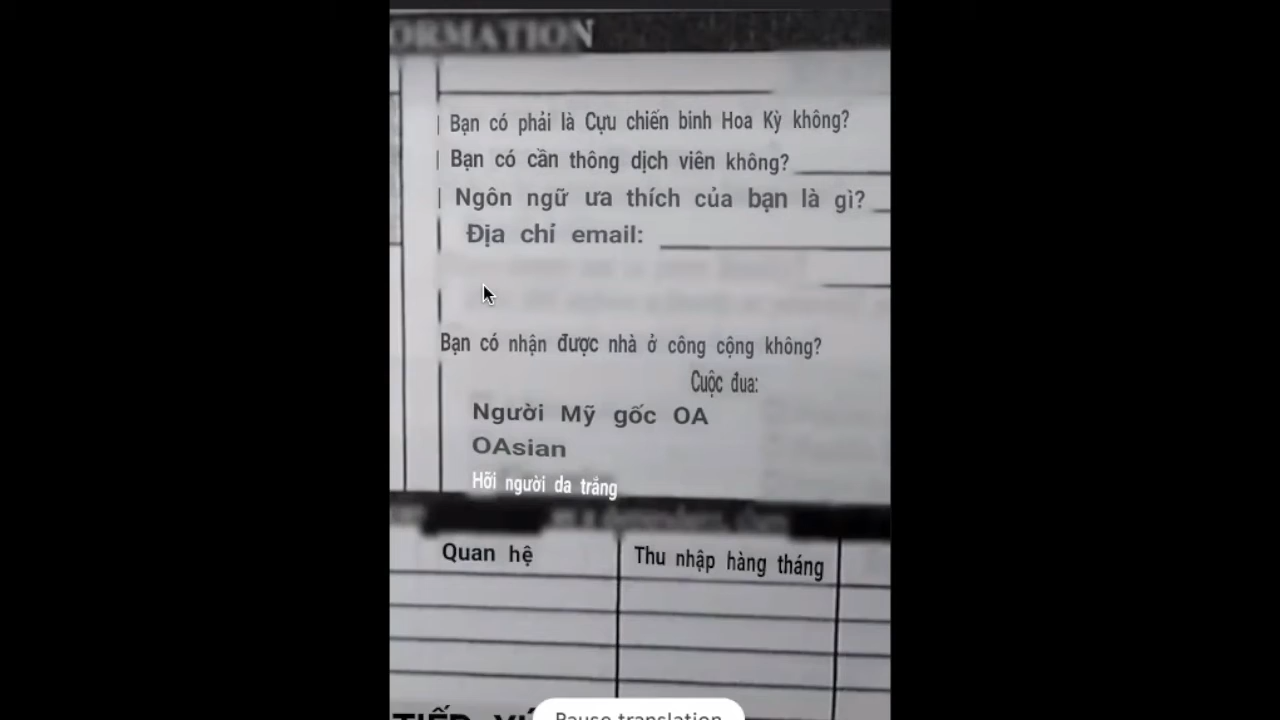 ORMATION
Bạn có phải là Cựu chiến binh Hoa Kỳ không?
Bạn có cần thông dịch viên không?
Ngôn ngữ ưa thích của bạn là gì?
Địa chỉ email:
Bạn có nhận được nhà ở công cộng không?
Cuộc đua:
Người Mỹ gốc OA
OAsian
Hỡi người da trắng
Quan hệ
Thu nhập hàng tháng
Pause translation